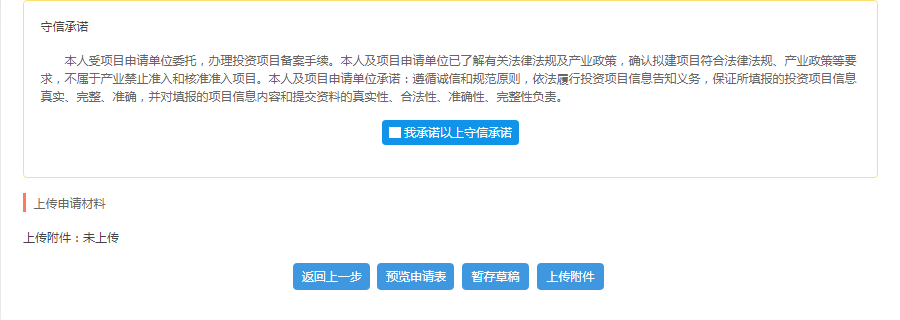 守信承诺
本人受项目申请单位委托，办理投资项目备案手续。本人及项目申请单位已了解有关法律法规及产业政策，确认拟建项目符合法律法规、产业政策等要
求，不属于产业禁止准入和核准准入项目。本人及项目申请单位承诺：遵循诚信和规范原则，依法履行投资项目信息告知义务，保证所填报的投资项目信息
真实、完整、准确，并对填报的项目信息内容和提交资料的真实性、合法性、准确性、完整性负责。
我承诺以上守信承诺
上传申请材料
上传附件：未上传
返回上一步 预览申请表 暂存草稿 上传附件